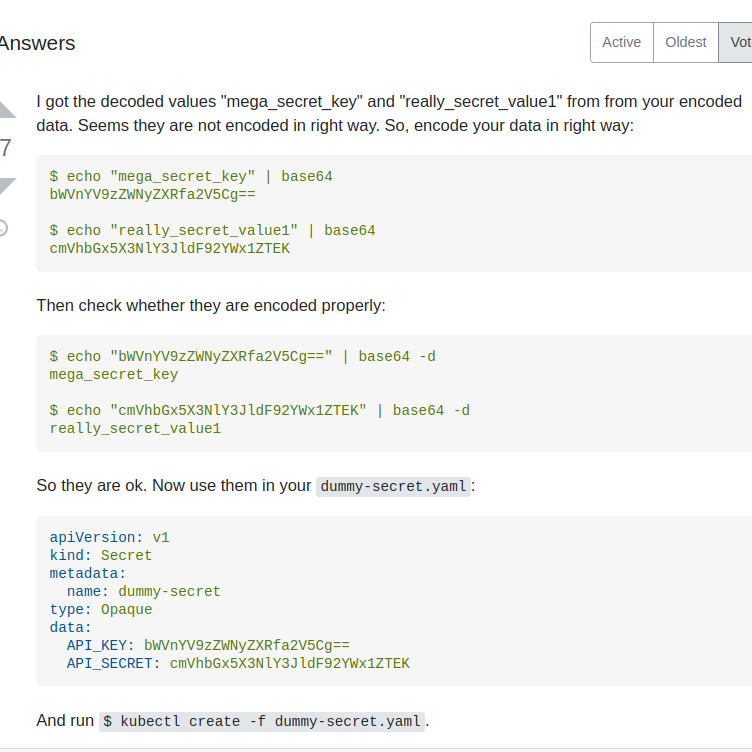 Answers
Active
Oldest
Vot
I got the decoded values "mega_secret_key" and "really_secret_value1" from from your encoded
data. Seems they are not encoded in right way. So, encode your data in right way:
7
$ echo "mega_secret_key" | base64
bWVnYV9zZWNyZXRfa2V5Cg==
$ echo "really_secret_value1" | base64
cmVhbGx5X3NlY3JldF92YWx1ZTEK
Then check whether they are encoded properly:
$ echo "bWVnYV9zZWNyZXRfa2V5Cg==" | base64 -d
mega_secret_key
$ echo "cmVhbGx5X3NlY3JldF92YWx1ZTEK" | base64 -d
really_secret_value1
So they are ok. Now use them in your dummy-secret.yaml:
apiVersion: v1
kind: Secret
metadata:
  name: dummy-secret
type: Opaque
data:
  API_KEY: bWVnYV9zZWNyZXRfa2V5Cg==
  API_SECRET: cmVhbGx5X3NlY3JldF92YWx1ZTEK
And run $ kubectl create -f dummy-secret.yaml.